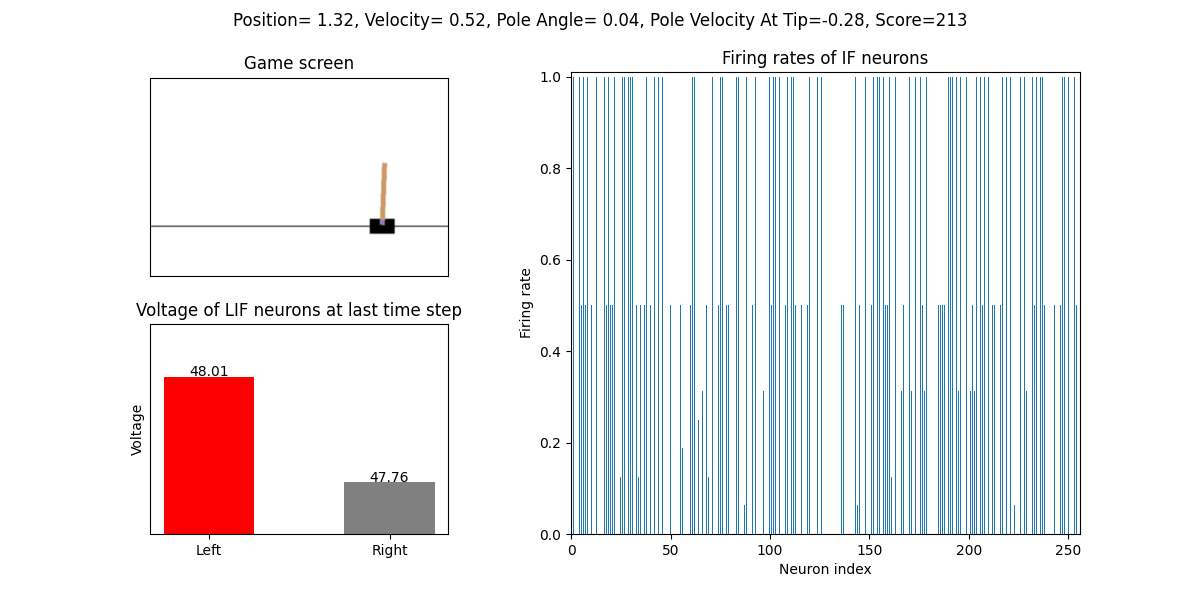 Position= 1.32, Velocity= 0.52, Pole Angle= 0.04, Pole Velocity At Tip=-0.28, Score=213
Game screen
Voltage of LIF neurons at last time step
Voltage
48.01
47.76
Left
Right
Firing rates of IF neurons
Firing rate
1.0
0.8
0.6
0.4
0.2
0.0
0
50
100
150
200
250
Neuron index